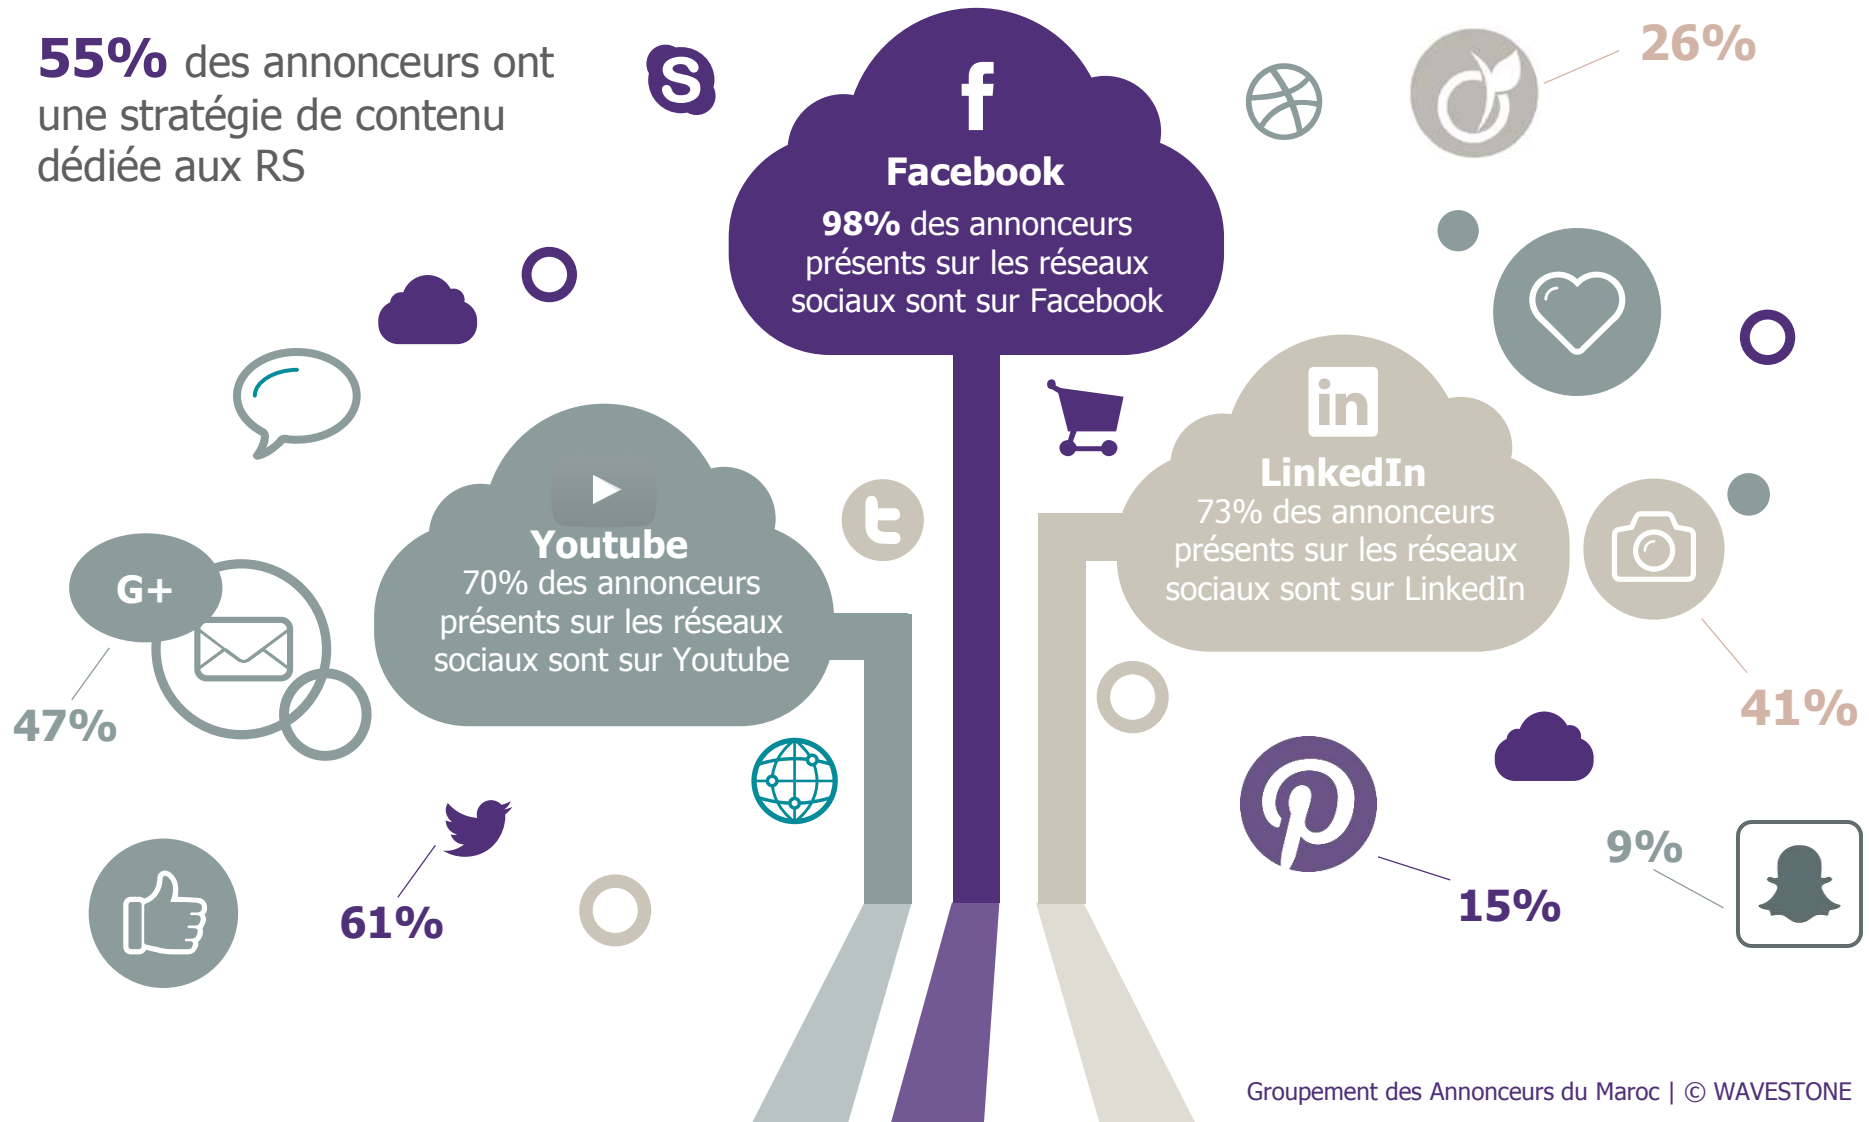 55% des annonceurs ont
une stratégie de contenu
dédiée aux RS
26%
Facebook
98% des annonceurs
présents sur les réseaux
sociaux sont sur Facebook
in
LinkedIn
73% des annonceurs
présents sur les réseaux
sociaux sont sur LinkedIn
Youtube
70% des annonceurs
présents sur les réseaux
sociaux sont sur Youtube
G+
47%
41%
61%
15%
9%
Groupement des Annonceurs du Maroc | © WAVESTONE